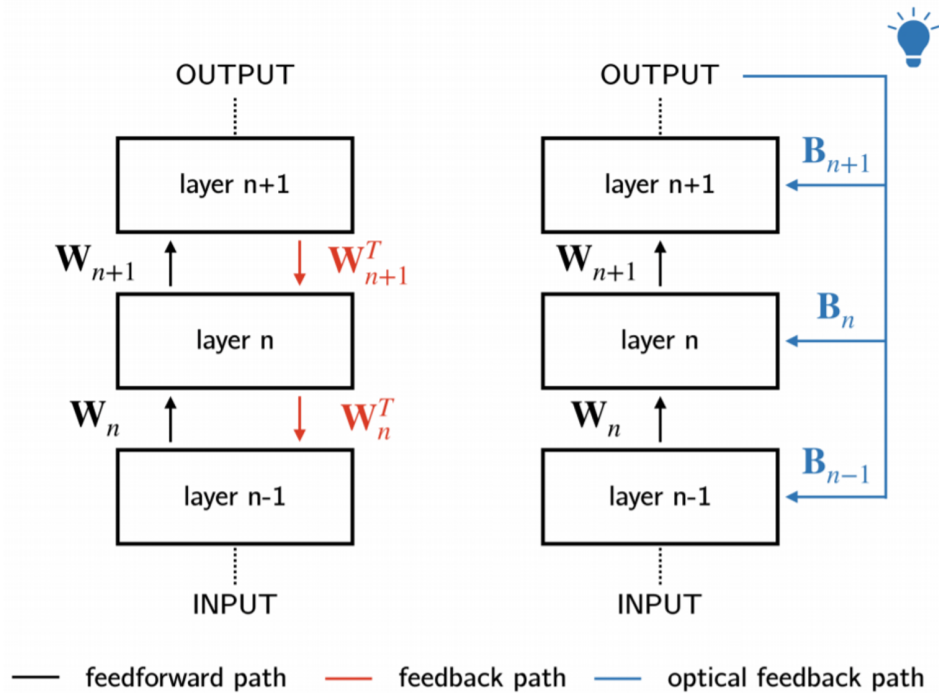 OUTPUT
layer n+1
W_{n+1}
W^T_{n+1}
layer n
W_n
W^T_n
layer n-1
INPUT
OUTPUT
B_{n+1}
layer n+1
W_{n+1}
B_n
layer n
W_n
B_{n-1}
layer n-1
INPUT
feedforward path
feedback path
optical feedback path